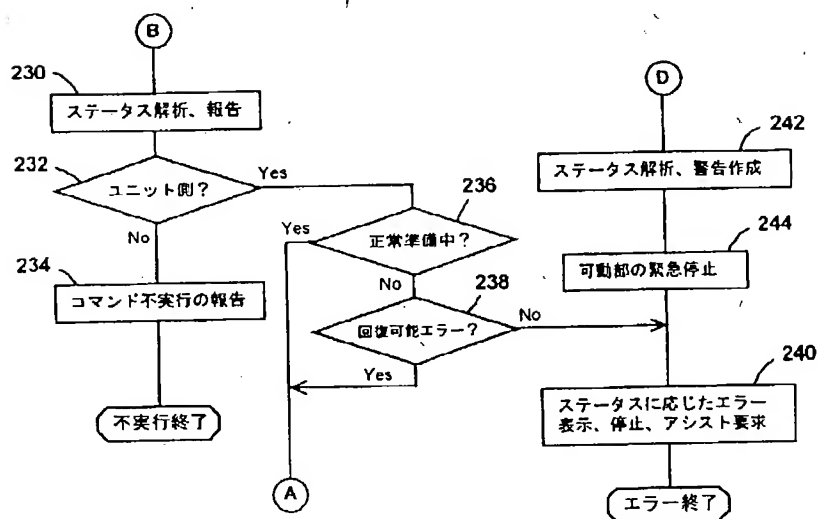 B
230
ステータス解析、報告
232
ユニット側？
Yes
No
234
コマンド不実行の報告
不実行終了
236
正常準備中？
Yes
No
238
回復可能エラー？
No
Yes
A
D
242
ステータス解析、警告作成
244
可動部の緊急停止
240
ステータスに応じたエラー
表示、停止、アシスト要求
エラー終了